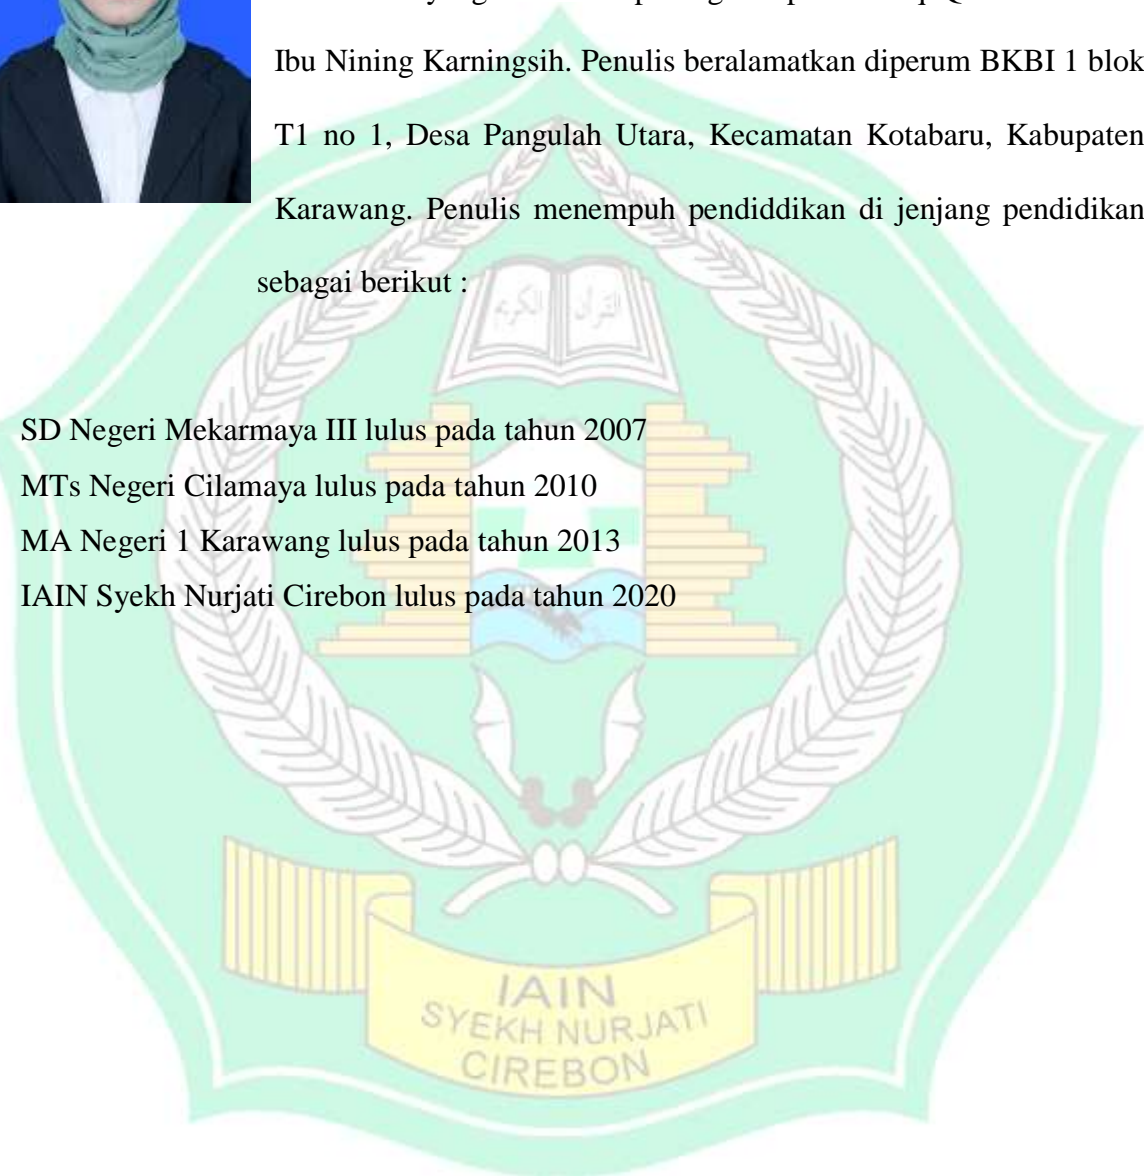 Ibu Nining Karningsih. Penulis beralamatkan diperum BKBI 1 blok
T1 no 1, Desa Pangulah Utara, Kecamatan Kotabaru, Kabupaten
Karawang. Penulis menempuh pendiddikan di jenjang pendidikan
sebagai berikut :
القرآن الكريم
SD Negeri Mekarmaya III lulus pada tahun 2007
MTs Negeri Cilamaya lulus pada tahun 2010
MA Negeri 1 Karawang lulus pada tahun 2013
IAIN Syekh Nurjati Cirebon lulus pada tahun 2020
IAIN
SYEKH NURJATI
CIREBON